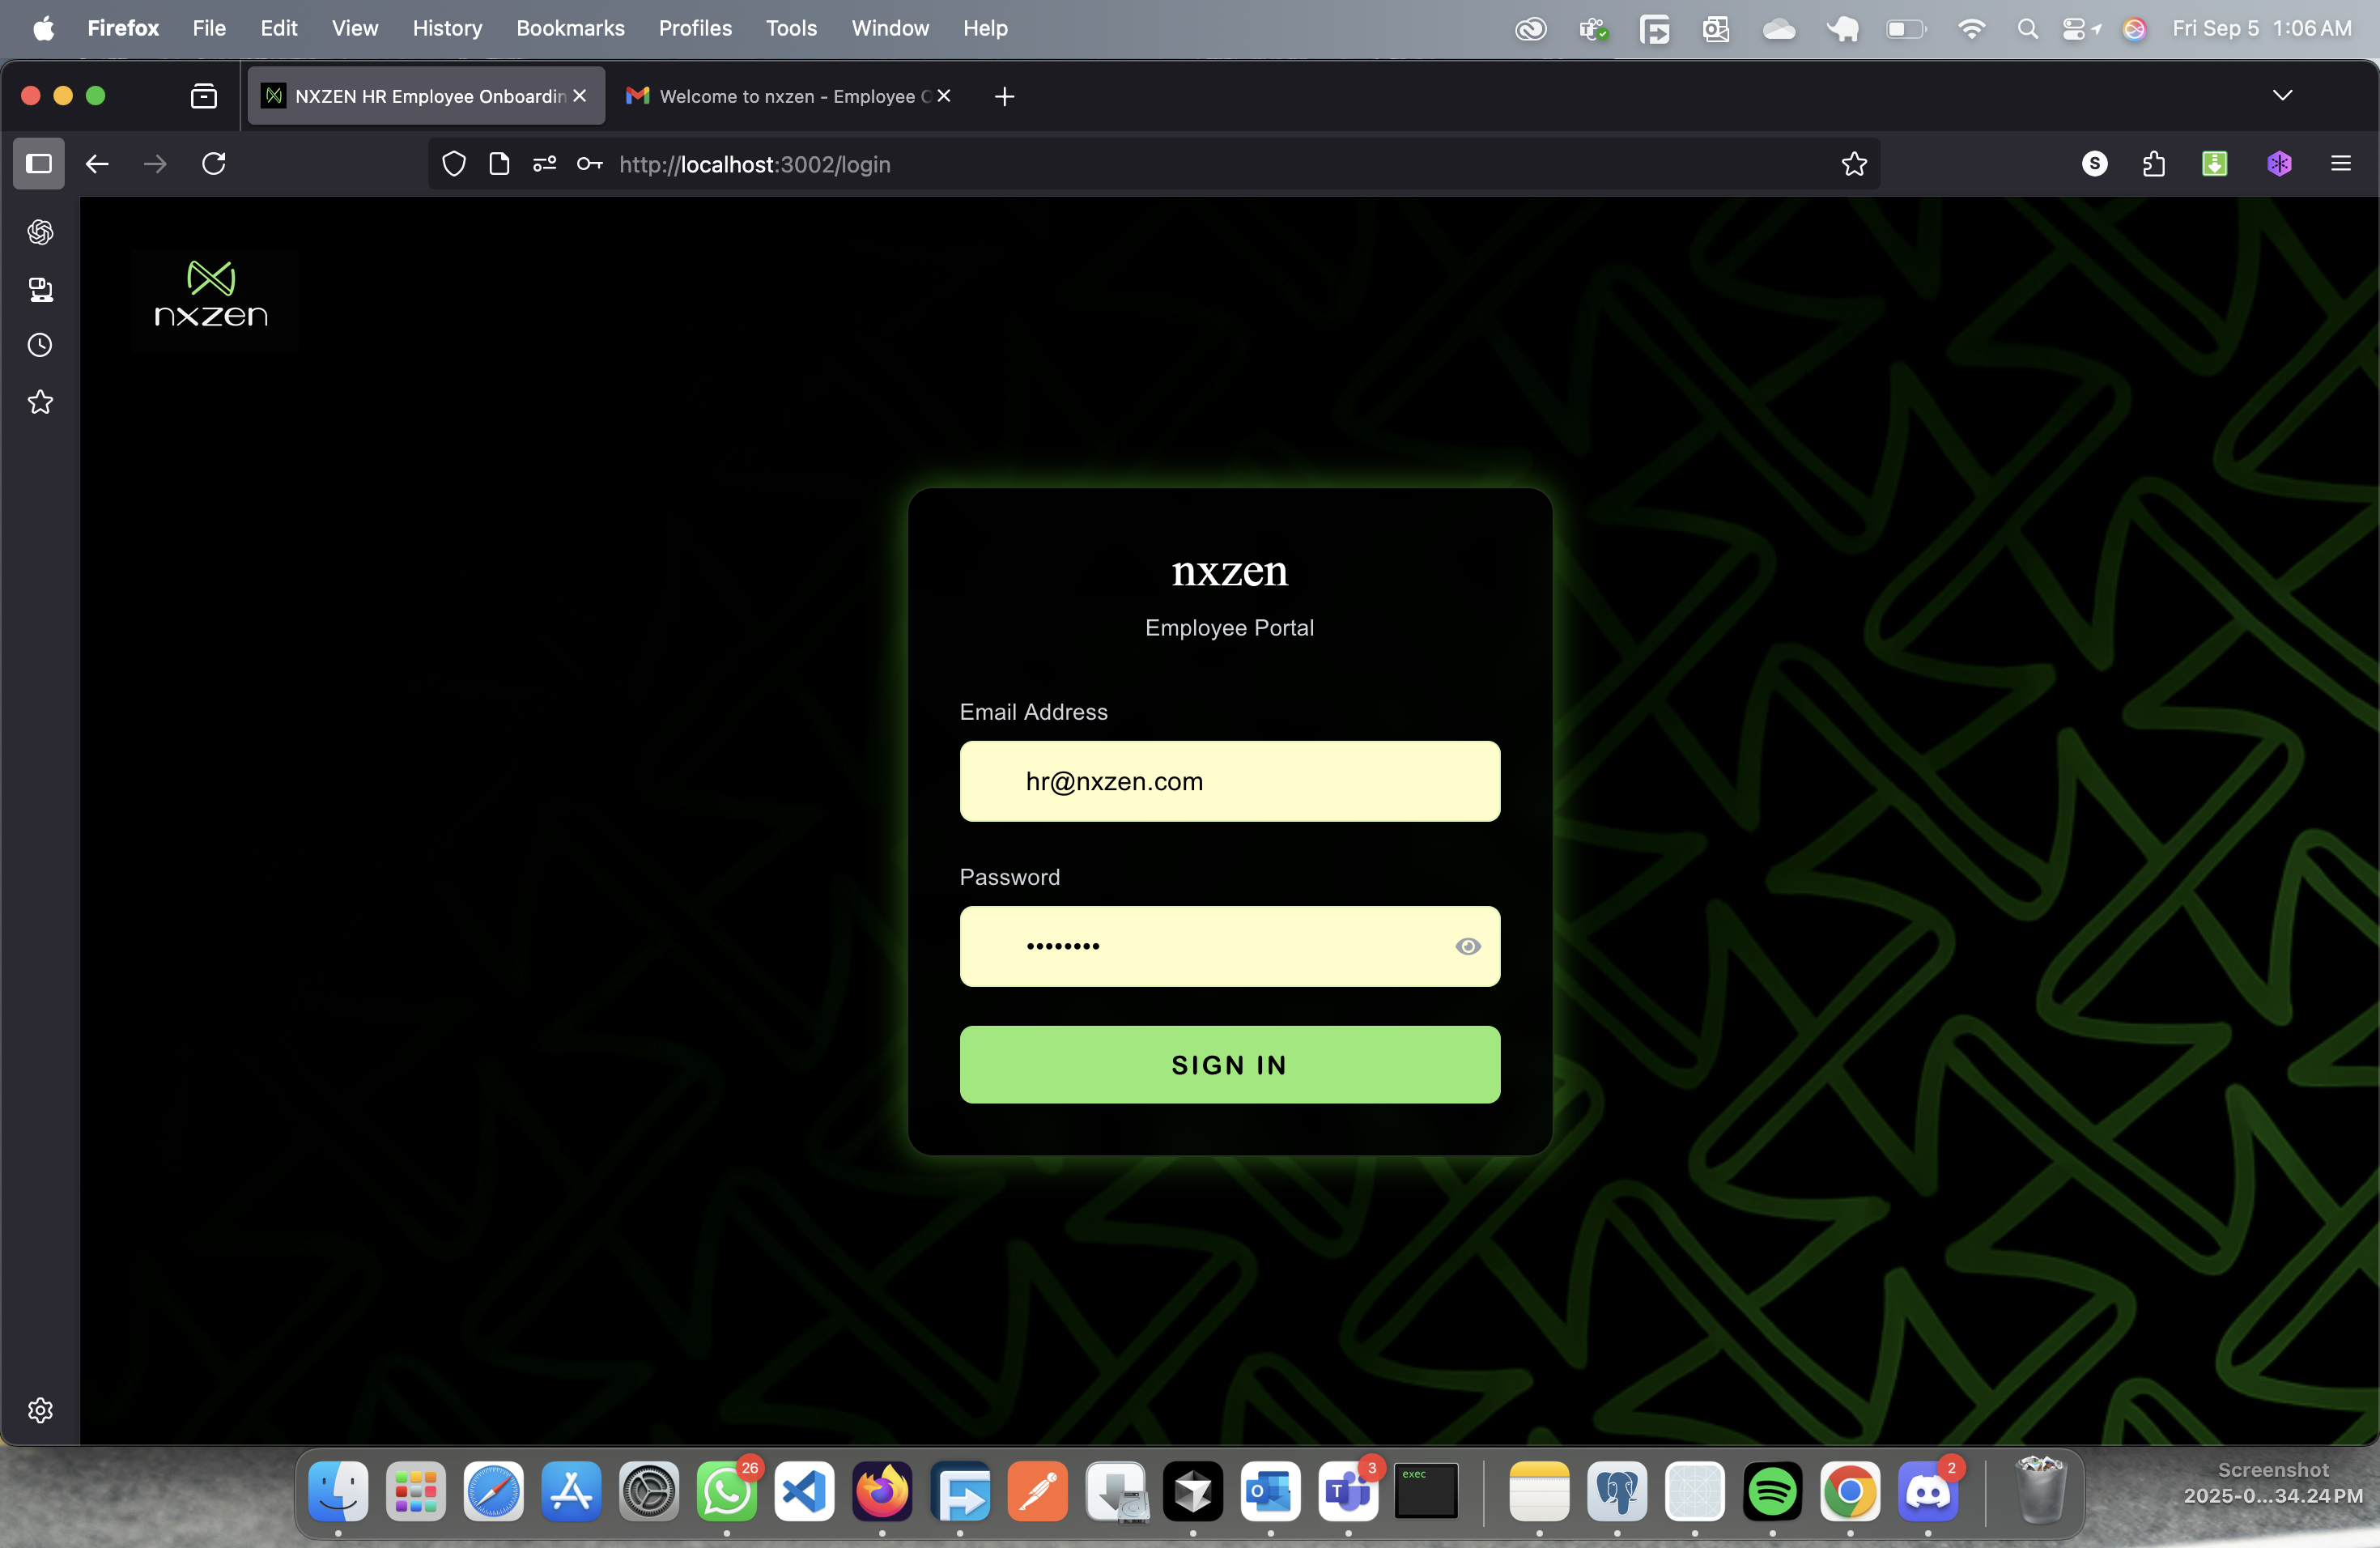 Firefox File Edit View History Bookmarks Profiles Tools Window Help Fri Sep 5 1:06 AM
NXZEN HR Employee Onboardin Welcome to nxzen - Employee O
http://localhost:3002/login
S
nxzen
nxzen
Employee Portal
Email Address
hr@nxzen.com
Password
••••••••
SIGN IN
26
3
exec
2
Screenshot
2025-0...34.24 PM